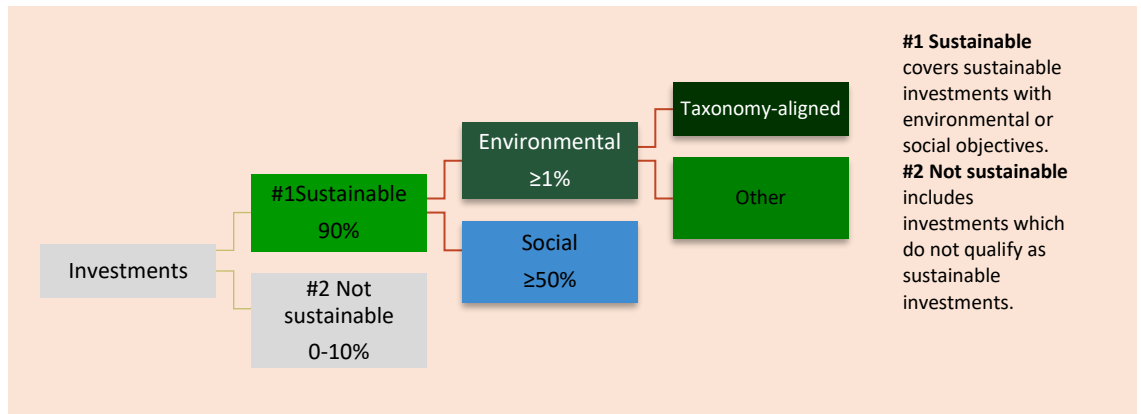 Investments
#1Sustainable
90%
#2 Not
sustainable
0-10%
Environmental
≥1%
Social
≥50%
Taxonomy-aligned
Other
#1 Sustainable
covers sustainable
investments with
environmental or
social objectives.
#2 Not sustainable
includes
investments which
do not qualify as
sustainable
investments.